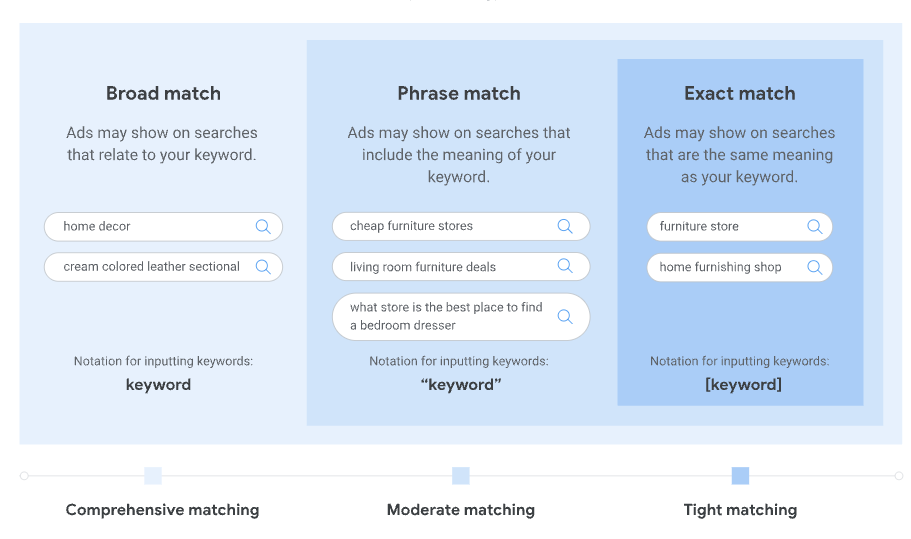 Broad match
Ads may show on searches
that relate to your keyword.
home decor
cream colored leather sectional
Notation for inputting keywords:
keyword
Phrase match
Ads may show on searches that
include the meaning of your
keyword.
cheap furniture stores
living room furniture deals
what store is the best place to find
a bedroom dresser
Notation for inputting keywords:
“keyword”
Exact match
Ads may show on searches
that are the same meaning
as your keyword.
furniture store
home furnishing shop
Notation for inputting keywords:
[keyword]
Comprehensive matching
Moderate matching
Tight matching